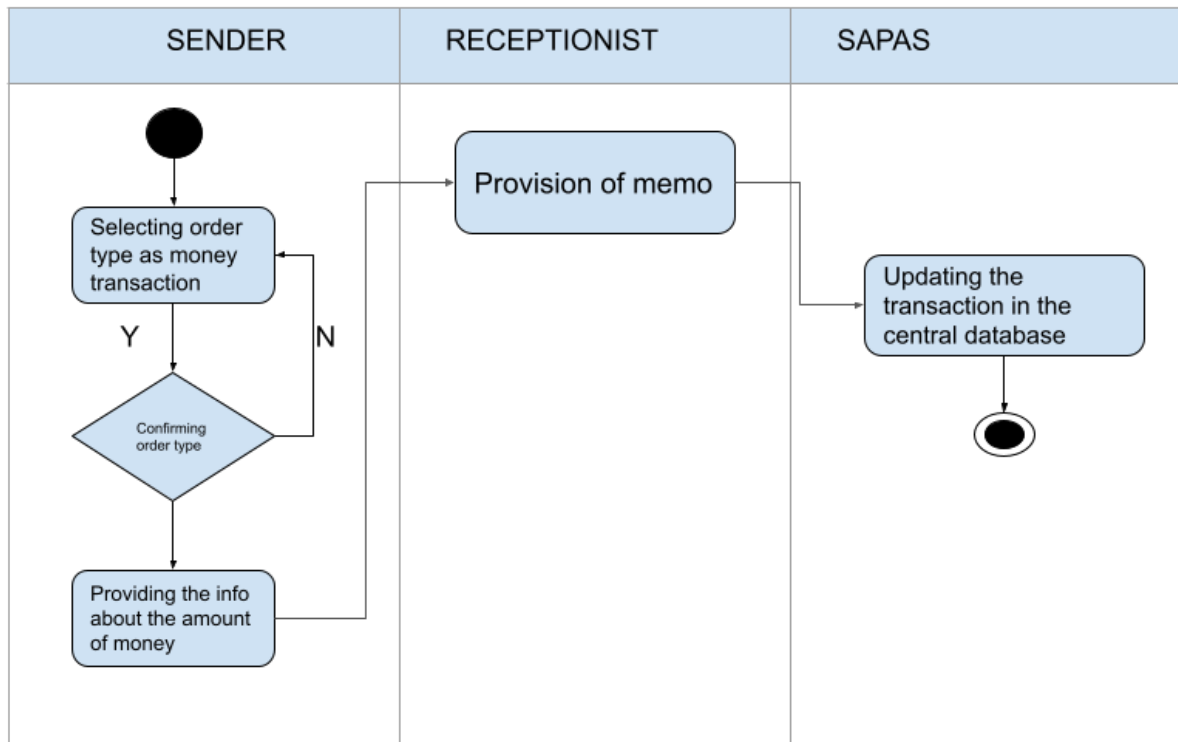 SENDER
RECEPTIONIST
SAPAS
Selecting order
type as money
transaction
Y
N
Confirming
order type
Providing the info
about the amount
of money
Provision of memo
Updating the
transaction in the
central database